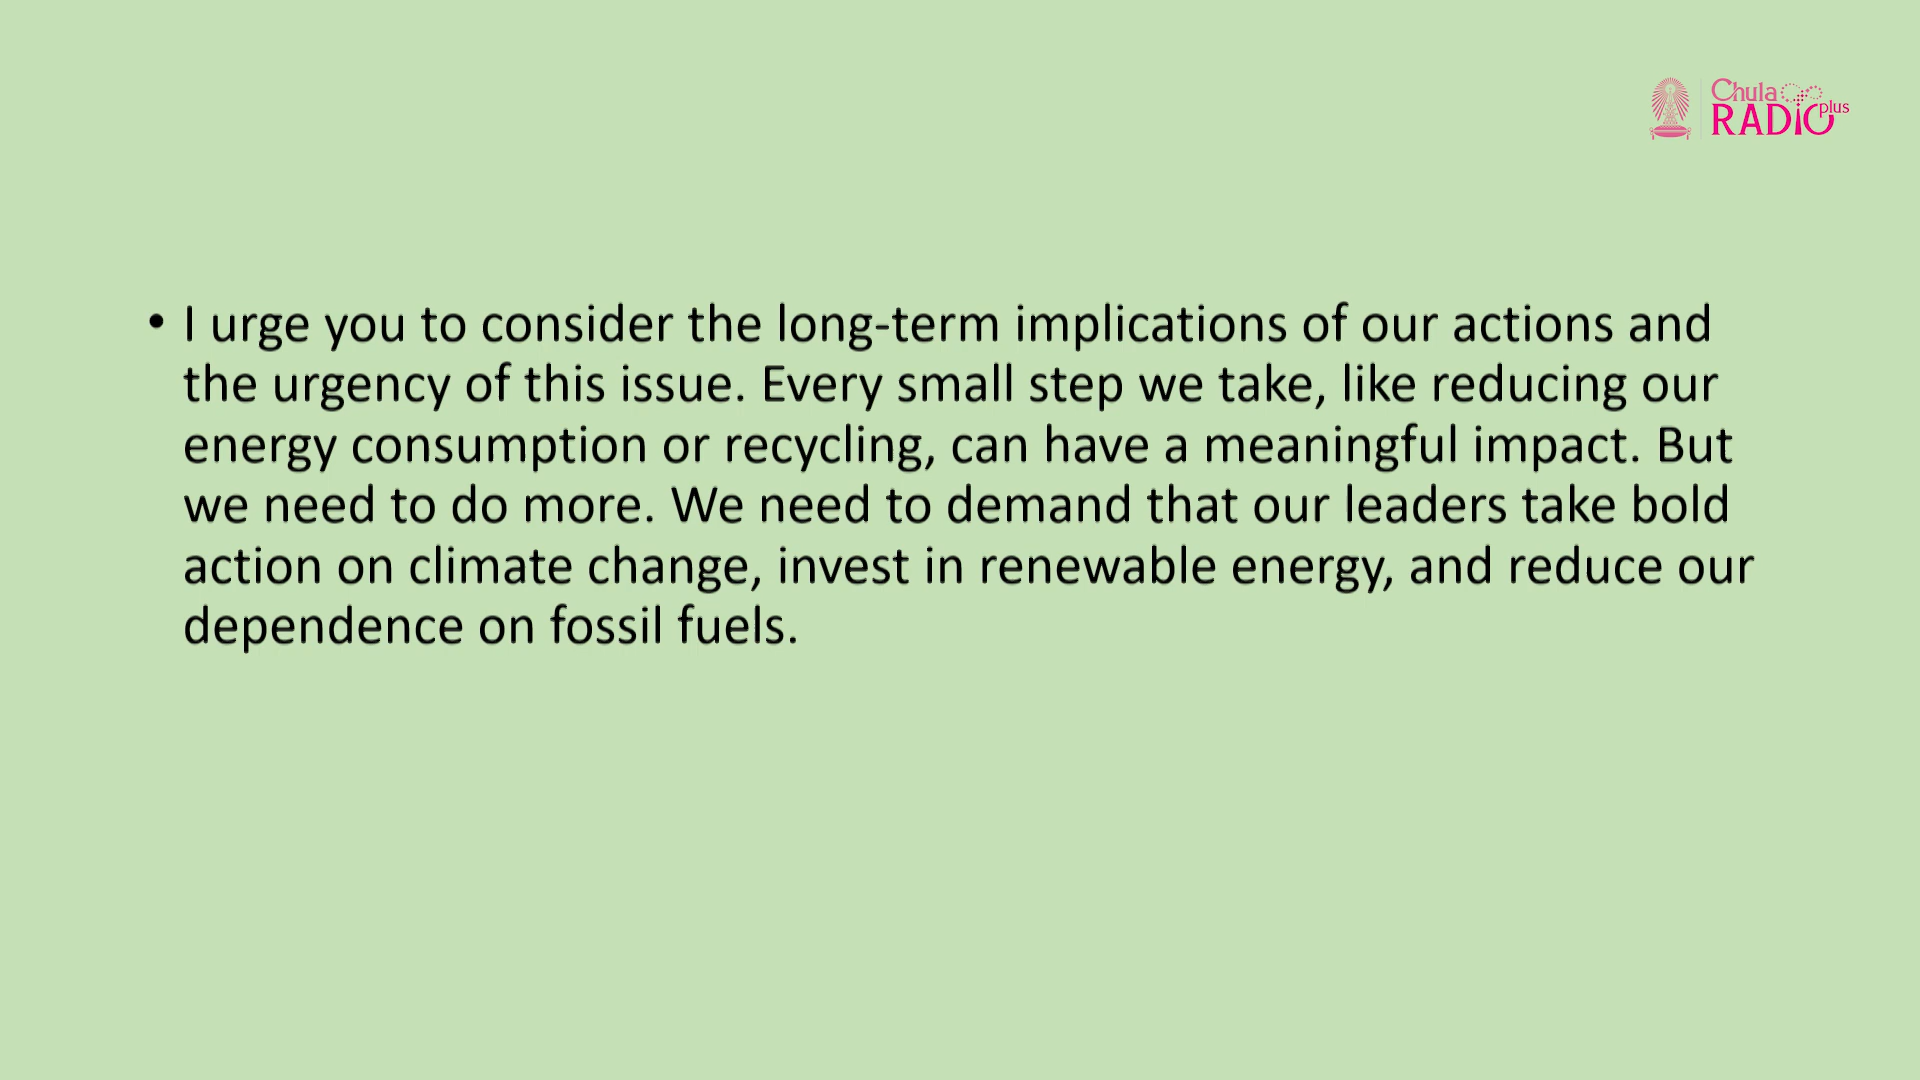 Chula
RADIO plus
• I urge you to consider the long-term implications of our actions and
the urgency of this issue. Every small step we take, like reducing our
energy consumption or recycling, can have a meaningful impact. But
we need to do more. We need to demand that our leaders take bold
action on climate change, invest in renewable energy, and reduce our
dependence on fossil fuels.